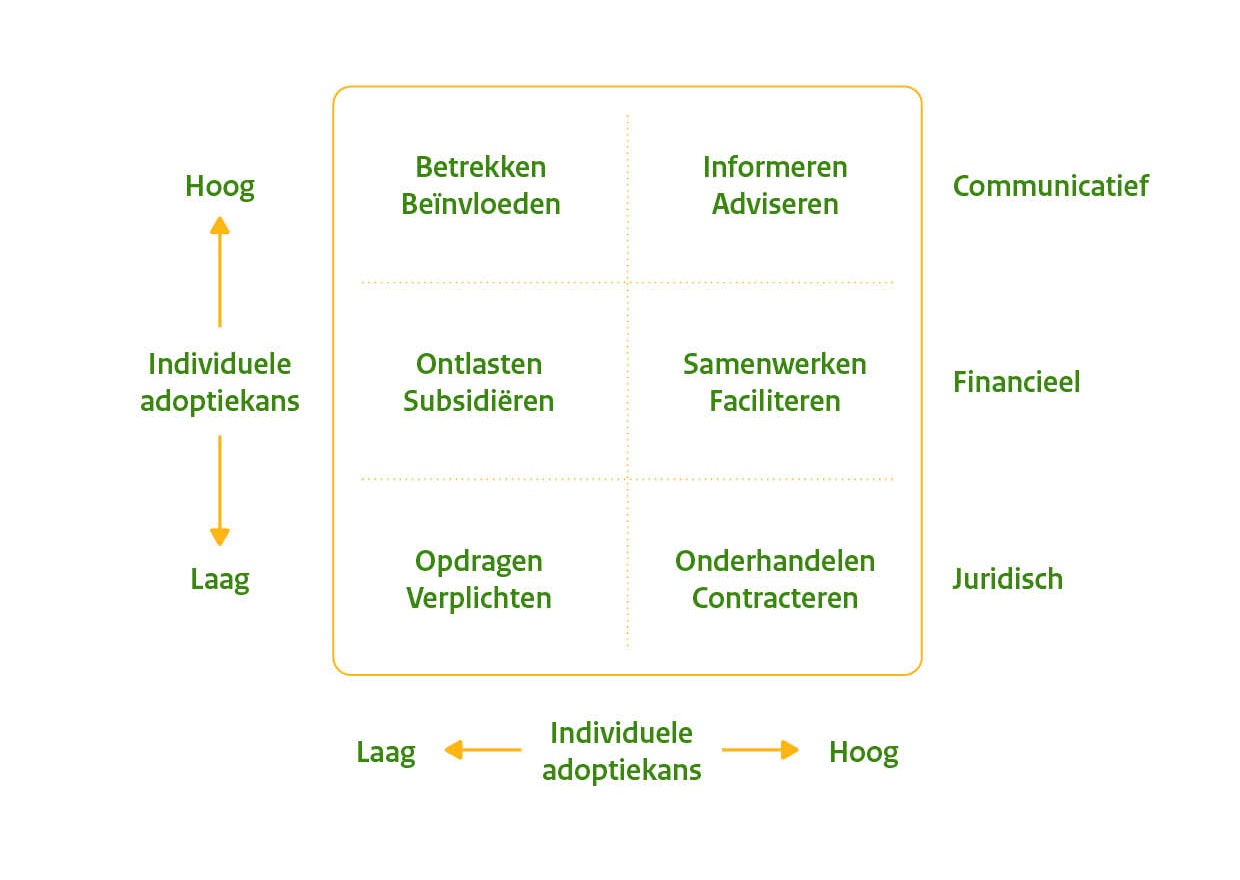 Betrekken
Beïnvloeden
Informeren
Adviseren
Hoog
Communicatief
Individuele
adoptiekans
Ontlasten
Subsidiëren
Samenwerken
Faciliteren
Financieel
Laag
Opdragen
Verplichten
Onderhandelen
Contracteren
Juridisch
Laag
Individuele
adoptiekans
Hoog